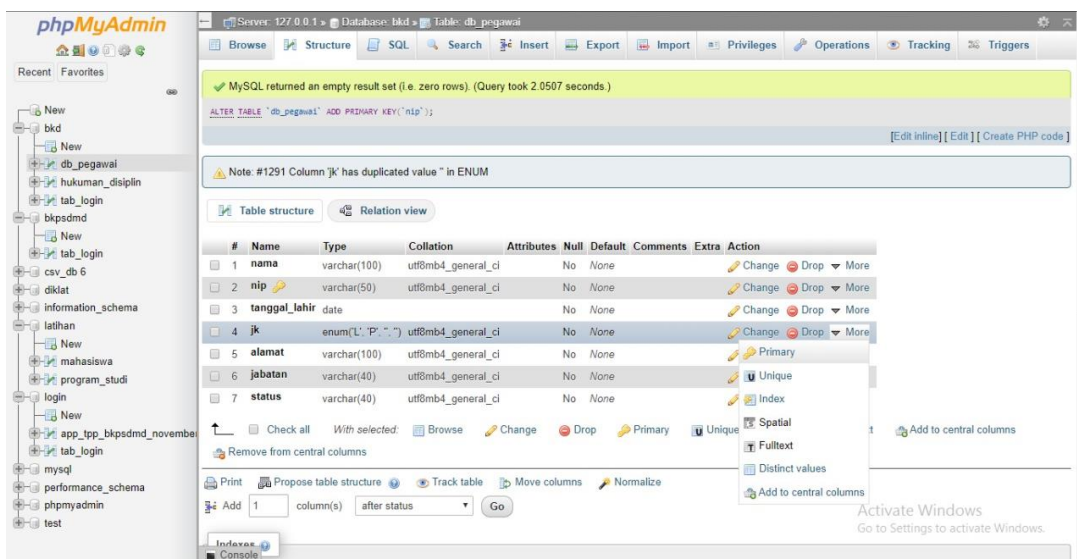 phpMyAdmin
Recent Favorites
New
bkd
New
db_pegawai
hukuman_disiplin
tab_login
bkpsdmd
New
tab_login
csv_db 6
diklat
information_schema
latihan
New
mahasiswa
program_studi
login
New
app_tpp_bkpsdmd_november
tab_login
mysql
performance_schema
phpmyadmin
test
Server: 127.0.0.1 » Database: bkd » Table: db_pegawai
Browse Structure SQL Search Insert Export Import Privileges Operations Tracking Triggers
MySQL returned an empty result set (i.e. zero rows). (Query took 2.0507 seconds.)
ALTER TABLE `db_pegawai` ADD PRIMARY KEY(`nip`);
[Edit inline] [ Edit ] [ Create PHP code ]
Note: #1291 Column 'jk' has duplicated value '' in ENUM
Table structure Relation view
# Name Type Collation Attributes Null Default Comments Extra Action
1 nama varchar(100) utf8mb4_general_ci No None Change Drop More
2 nip varchar(50) utf8mb4_general_ci No None Change Drop More
3 tanggal_lahir date No None Change Drop More
4 jk enum('L', 'P', '', '') utf8mb4_general_ci No None Change Drop More
5 alamat varchar(100) utf8mb4_general_ci No None
6 jabatan varchar(40) utf8mb4_general_ci No None
7 status varchar(40) utf8mb4_general_ci No None
Primary
Unique
Index
Spatial
Fulltext
Distinct values
Add to central columns
Check all With selected: Browse Change Drop Primary Unique Add to central columns
Remove from central columns
Print Propose table structure Track table Move columns Normalize
Add 1 column(s) after status Go
Indexes
Console
Activate Windows
Go to Settings to activate Windows.